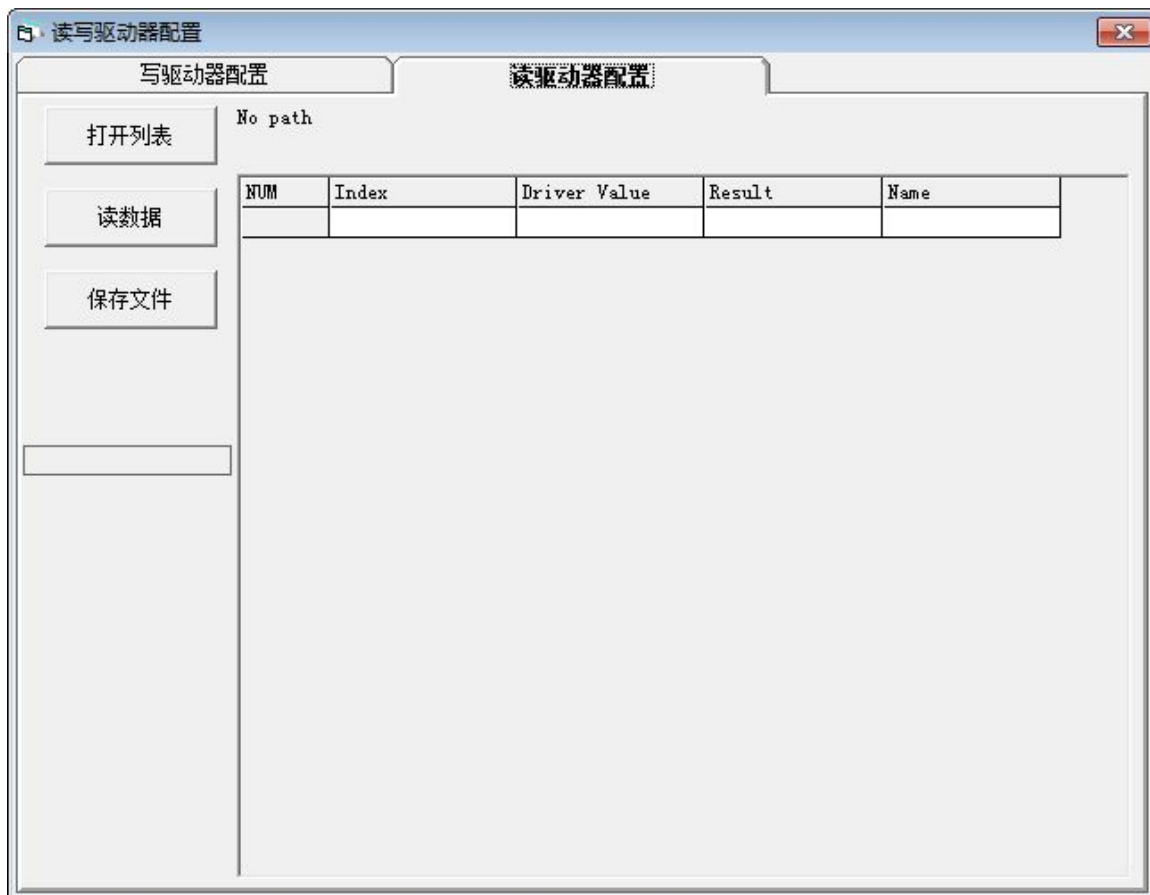 读写驱动器配置
写驱动器配置 读驱动器配置
打开列表 No path
读数据
保存文件
NUM Index Driver Value Result Name